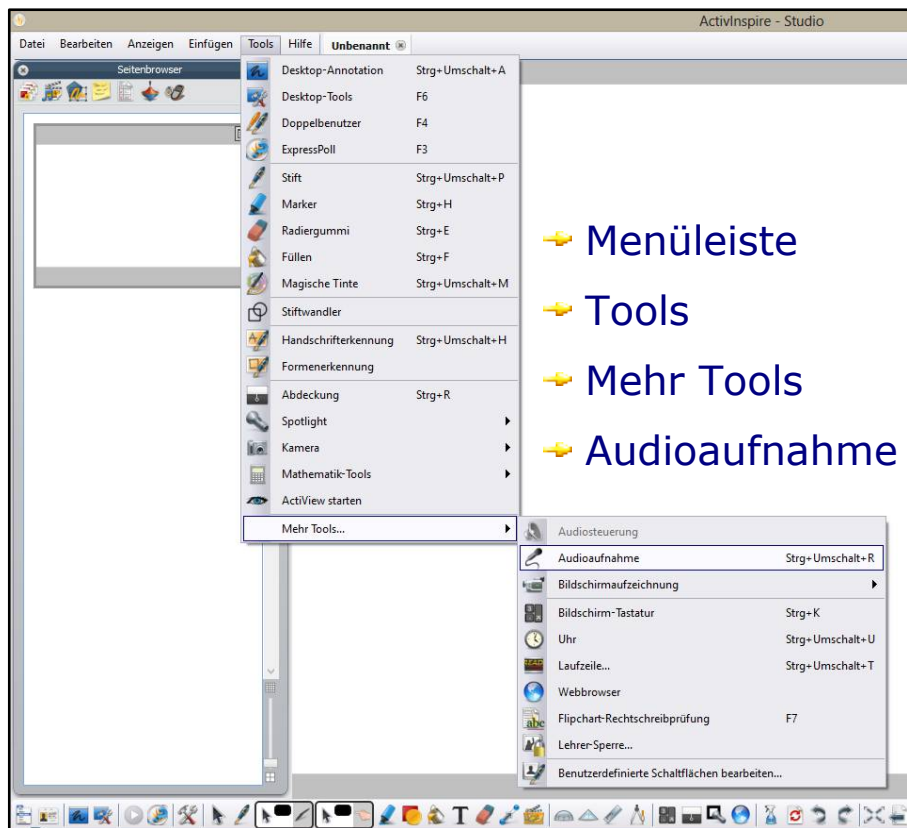 ActivInspire - Studio
Datei Bearbeiten Anzeigen Einfügen Tools Hilfe Unbenannt
Seitenbrowser
Desktop-Annotation Strg+Umschalt+A
Desktop-Tools F6
Doppelbenutzer F4
ExpressPoll F3
Stift Strg+Umschalt+P
Marker Strg+H
Radiergummi Strg+E
Füllen Strg+F
Magische Tinte Strg+Umschalt+M
Stiftwandler
Handschrifterkennung Strg+Umschalt+H
Formenerkennung
Abdeckung Strg+R
Spotlight
Kamera
Mathematik-Tools
ActiView starten
Mehr Tools...
Menüleiste
Tools
Mehr Tools
Audioaufnahme
Audiosteuerung
Audioaufnahme Strg+Umschalt+R
Bildschirmaufzeichnung
Bildschirm-Tastatur Strg+K
Uhr Strg+Umschalt+U
Laufzeile... Strg+Umschalt+T
Webbrowser
Flipchart-Rechtschreibprüfung F7
Lehrer-Sperre...
Benutzerdefinierte Schaltflächen bearbeiten...